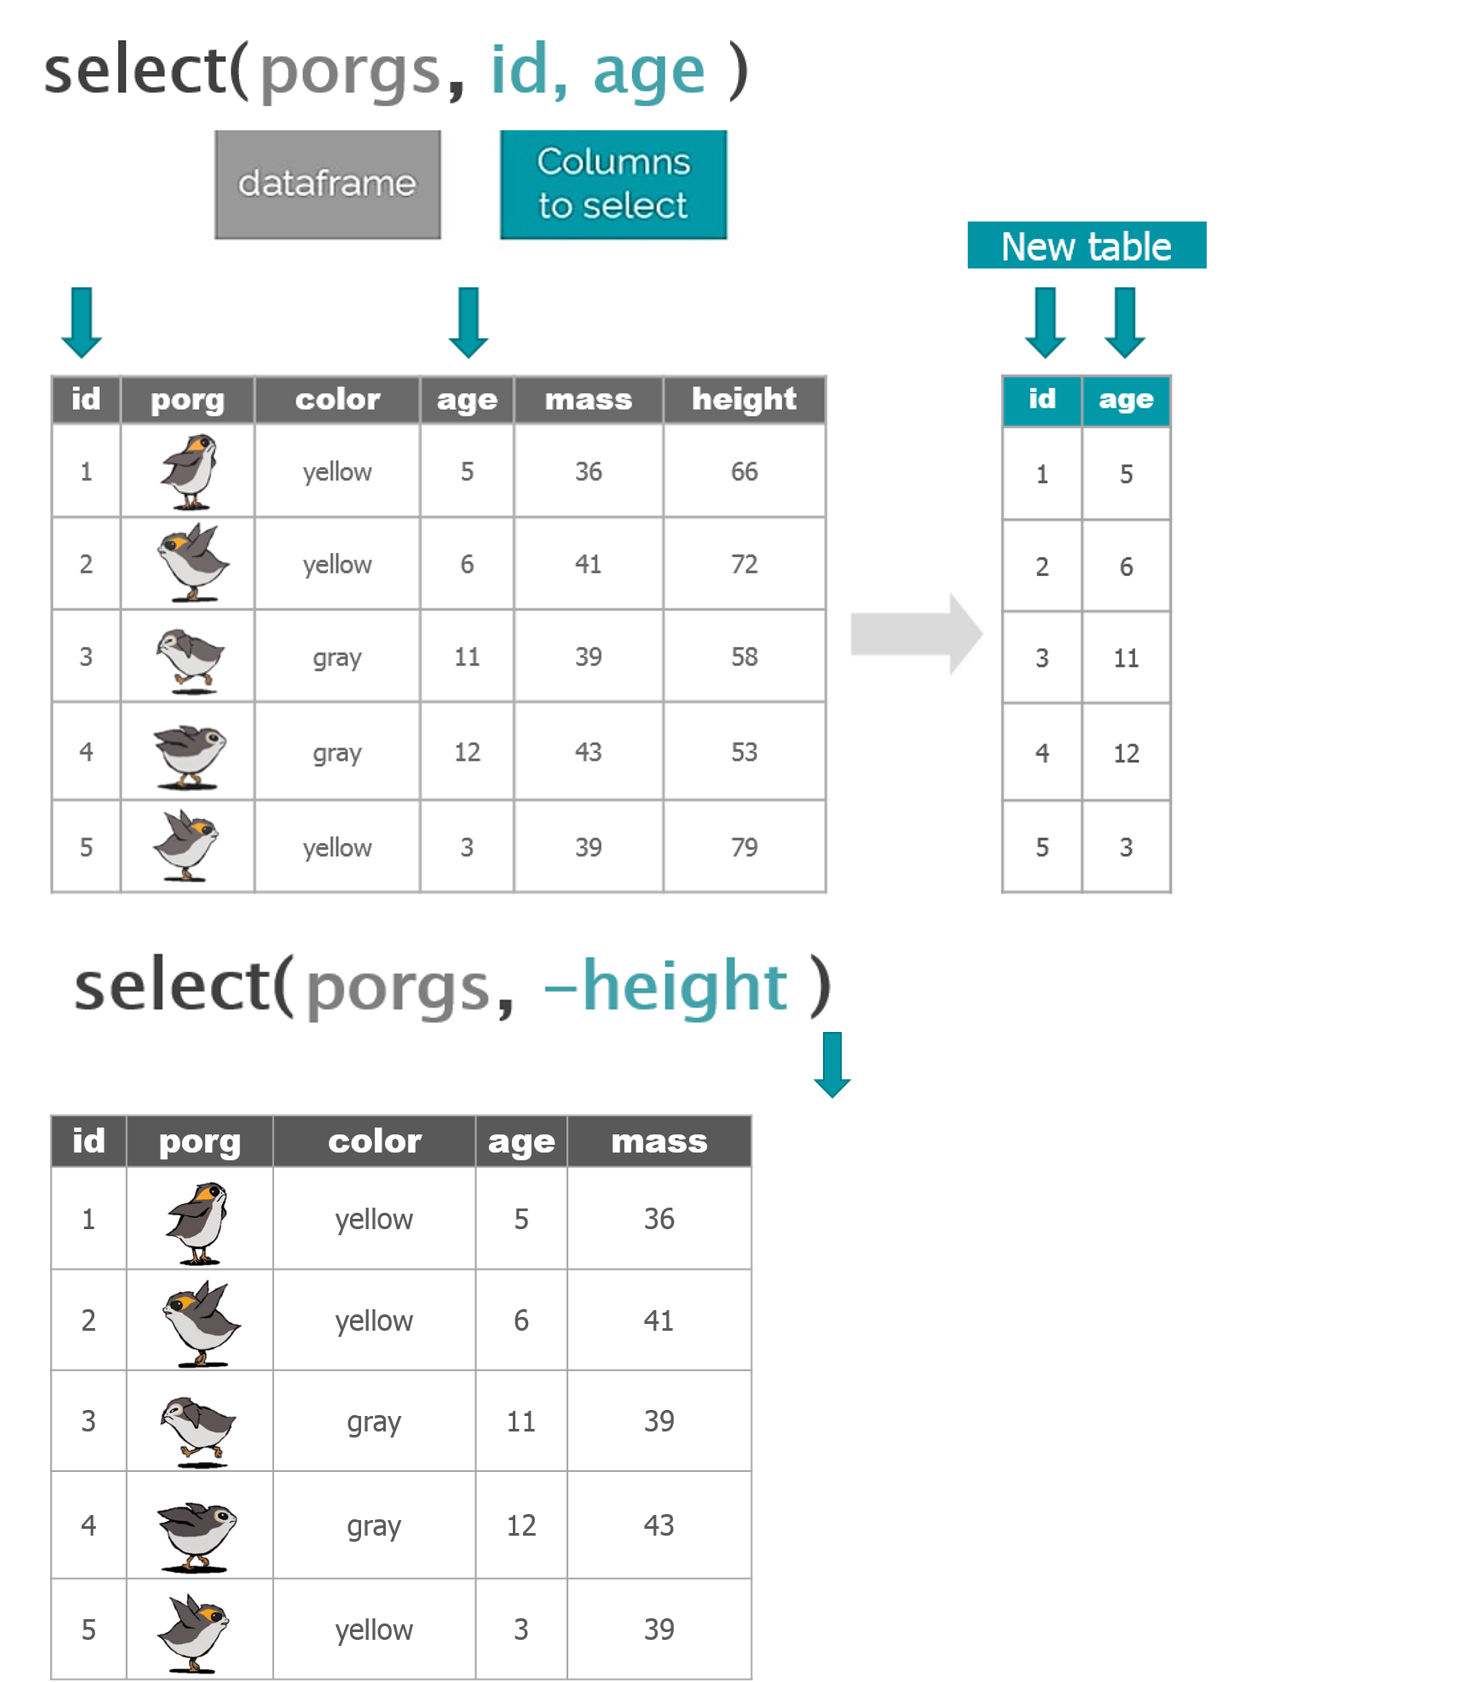 select(porgs, id, age )
dataframe
Columns
to select
New table
id porg color age mass height
1 yellow 5 36 66
2 yellow 6 41 72
3 gray 11 39 58
4 gray 12 43 53
5 yellow 3 39 79
id age
1 5
2 6
3 11
4 12
5 3
select(porgs, -height )
id porg color age mass
1 yellow 5 36
2 yellow 6 41
3 gray 11 39
4 gray 12 43
5 yellow 3 39